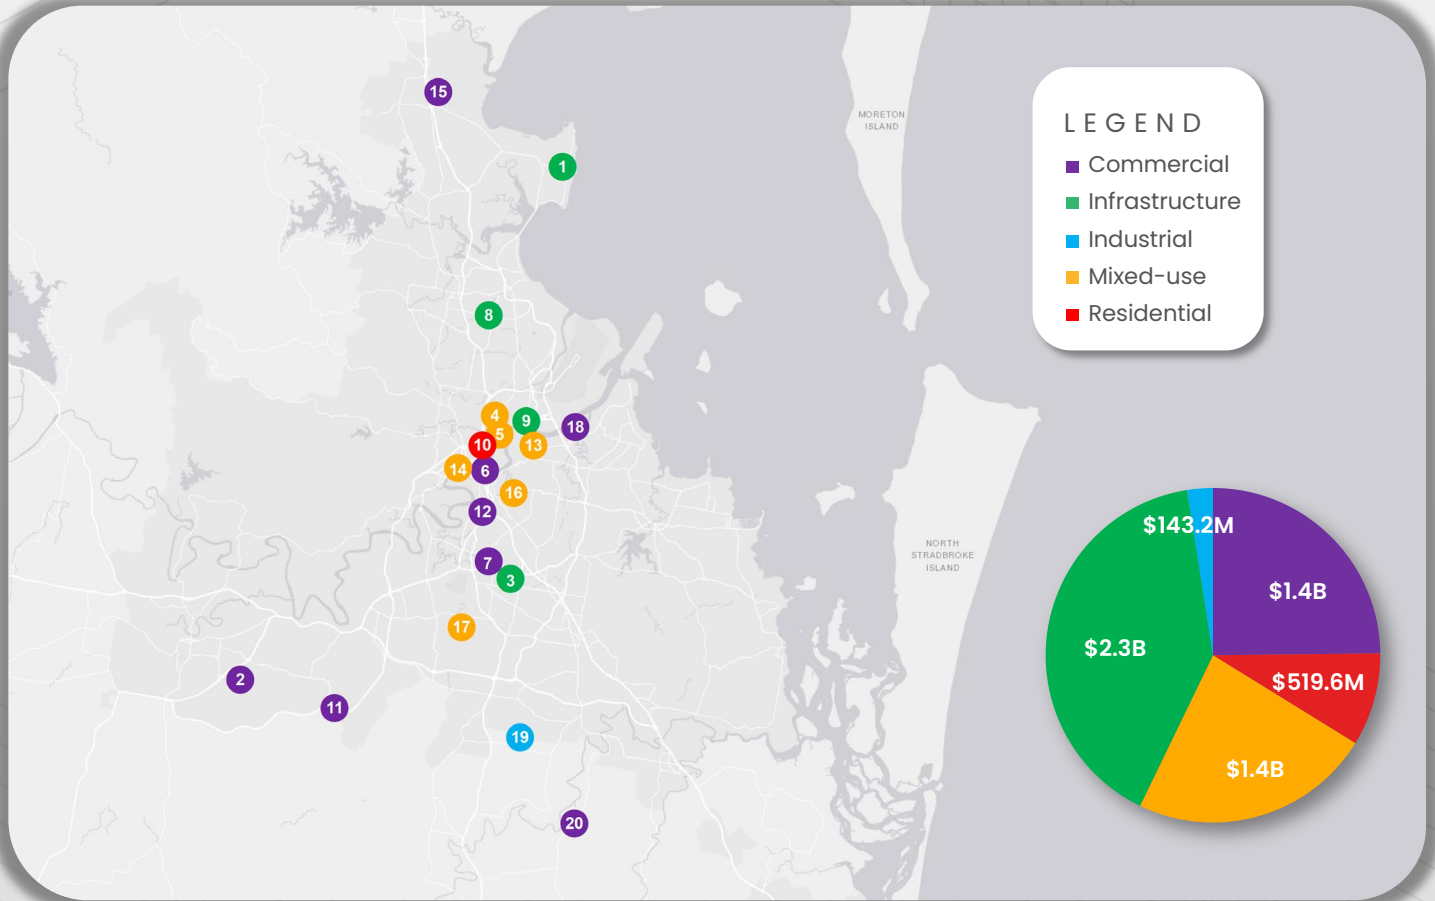 15
MORETON
ISLAND
LEGEND
Commercial
Infrastructure
Industrial
Mixed-use
Residential
1
8
4
9
18
5
10
13
14
6
16
12
7
3
17
2
11
19
20
NORTH
STRADBROKE
ISLAND
$143.2M
$1.4B
$2.3B
$519.6M
$1.4B